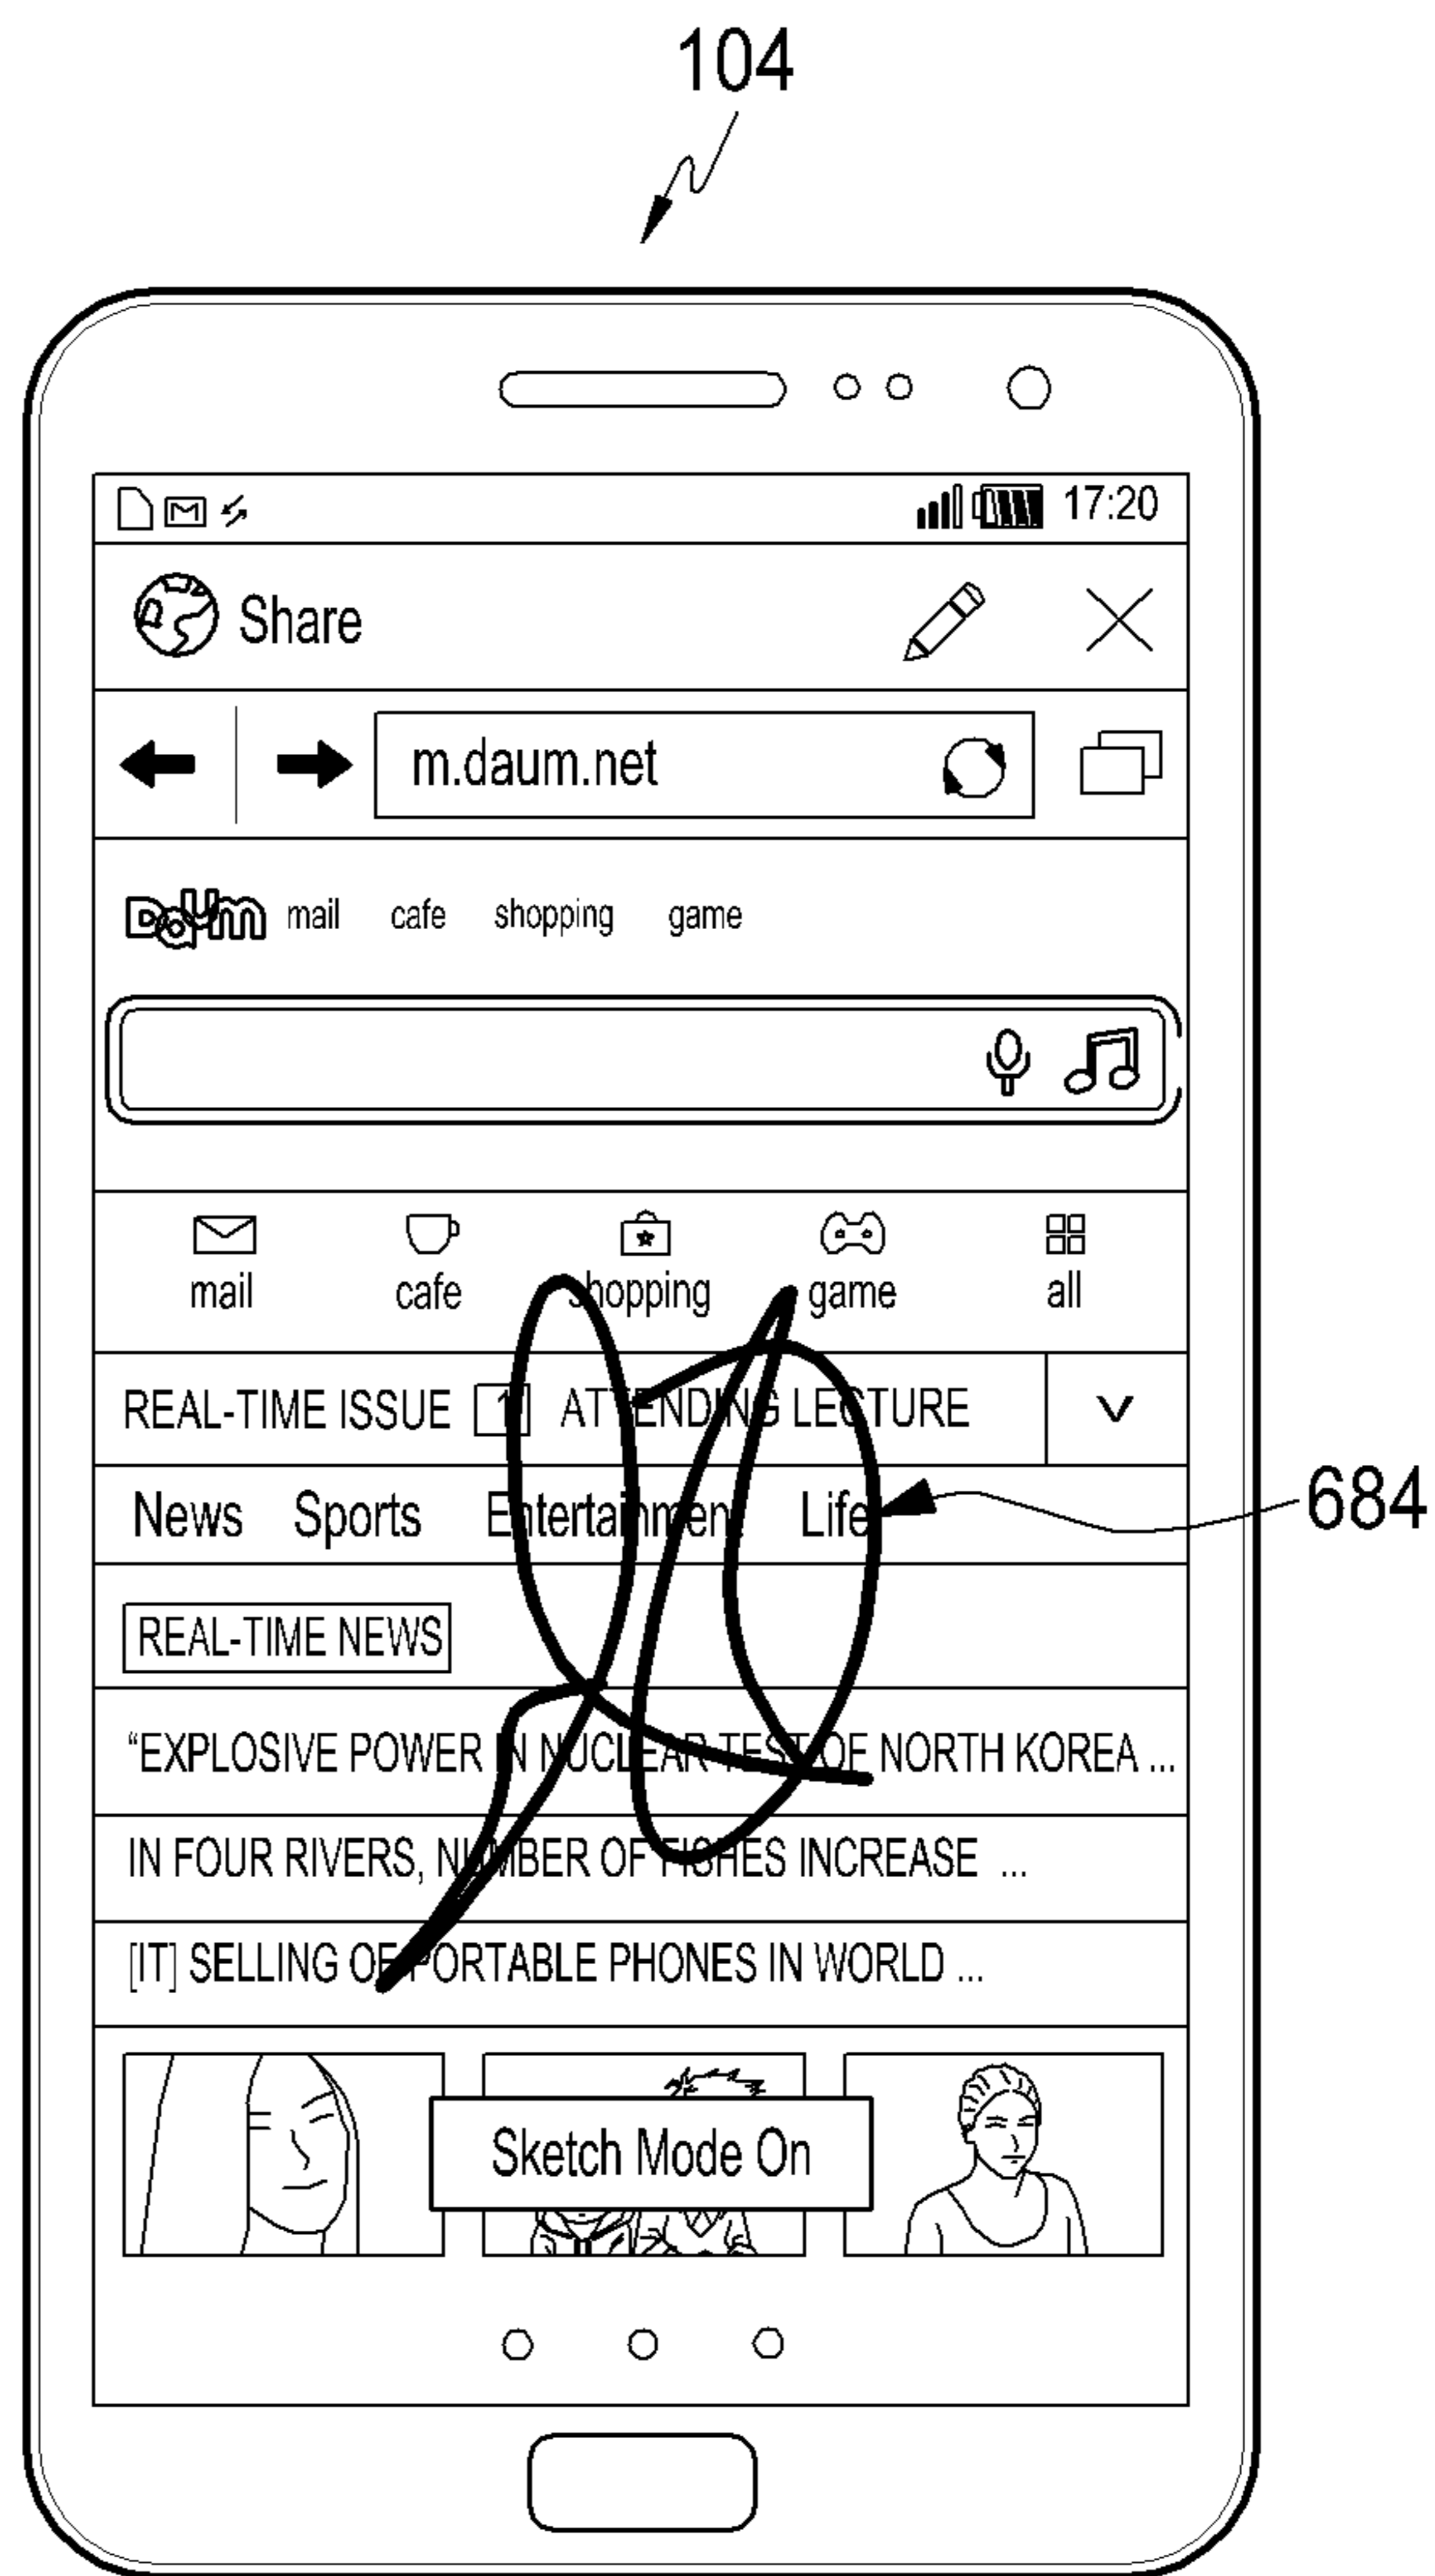 104
17:20
Share
m.daum.net
Daum mail cafe shopping game
mail cafe shopping game all
REAL-TIME ISSUE 1 ATTENDING LECTURE V
News Sports Entertainment Life
684
REAL-TIME NEWS
“EXPLOSIVE POWER IN NUCLEAR TEST OF NORTH KOREA ...
IN FOUR RIVERS, NUMBER OF FISHES INCREASE ...
[IT] SELLING OF PORTABLE PHONES IN WORLD ...
Sketch Mode On